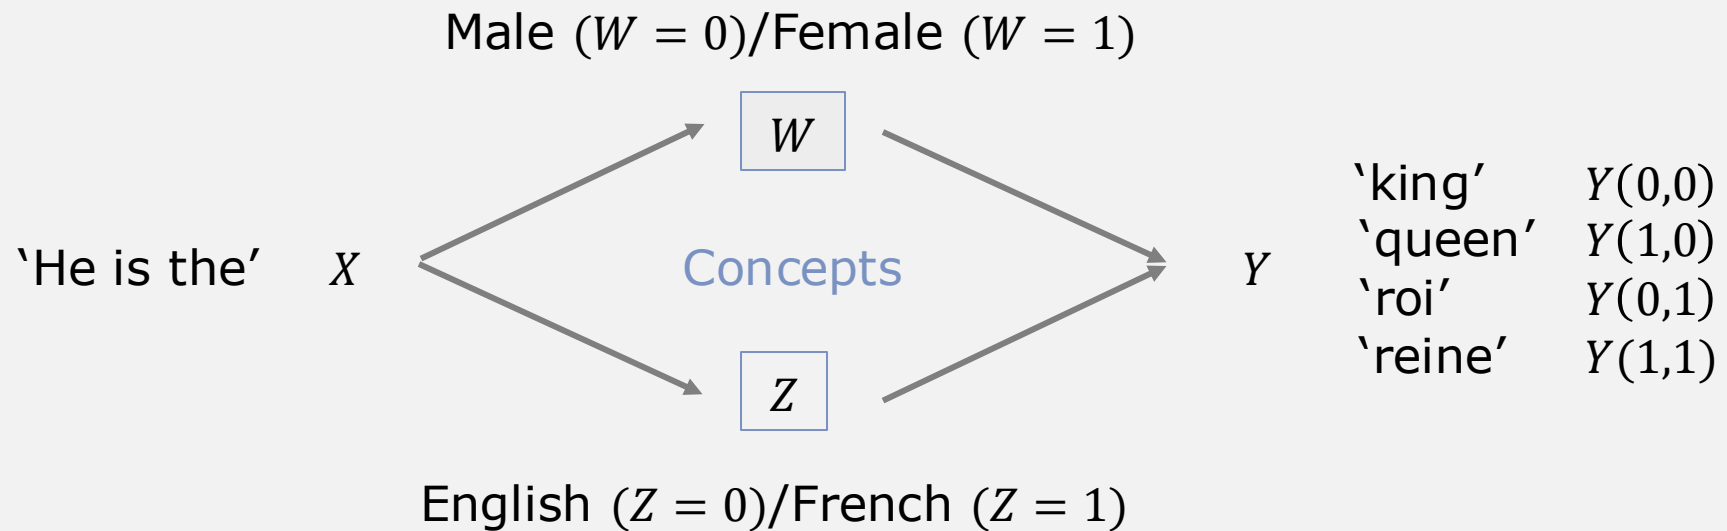 Male (W = 0)/Female (W = 1)
W
‘king’ Y(0,0)
‘queen’ Y(1,0)
‘He is the’ X Concepts Y
‘roi’ Y(0,1)
‘reine’ Y(1,1)
Z
English (Z = 0)/French (Z = 1)